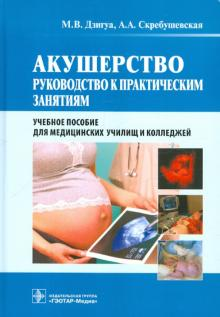 М.В. Дзигуа, А.А. Скребушевская
АКУШЕРСТВО
РУКОВОДСТВО К ПРАКТИЧЕСКИМ
ЗАНЯТИЯМ
УЧЕБНОЕ ПОСОБИЕ
ДЛЯ МЕДИЦИНСКИХ УЧИЛИЩ И КОЛЛЕДЖЕЙ
ИЗДАТЕЛЬСКАЯ ГРУППА
«ГЭОТАР-Медиа»